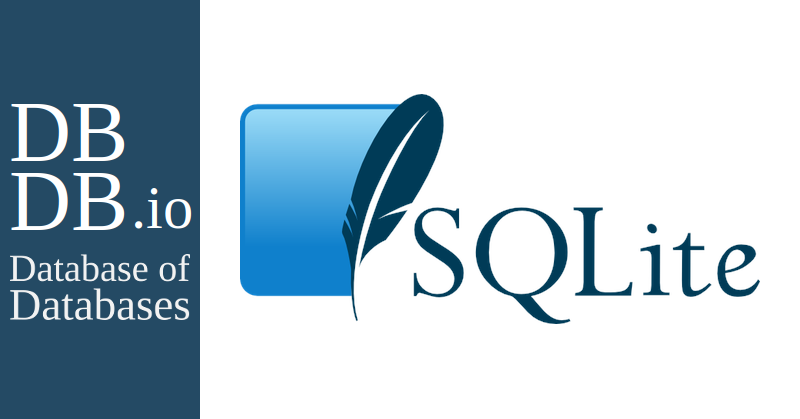 DB
DB.io
Database of
Databases
SQLite